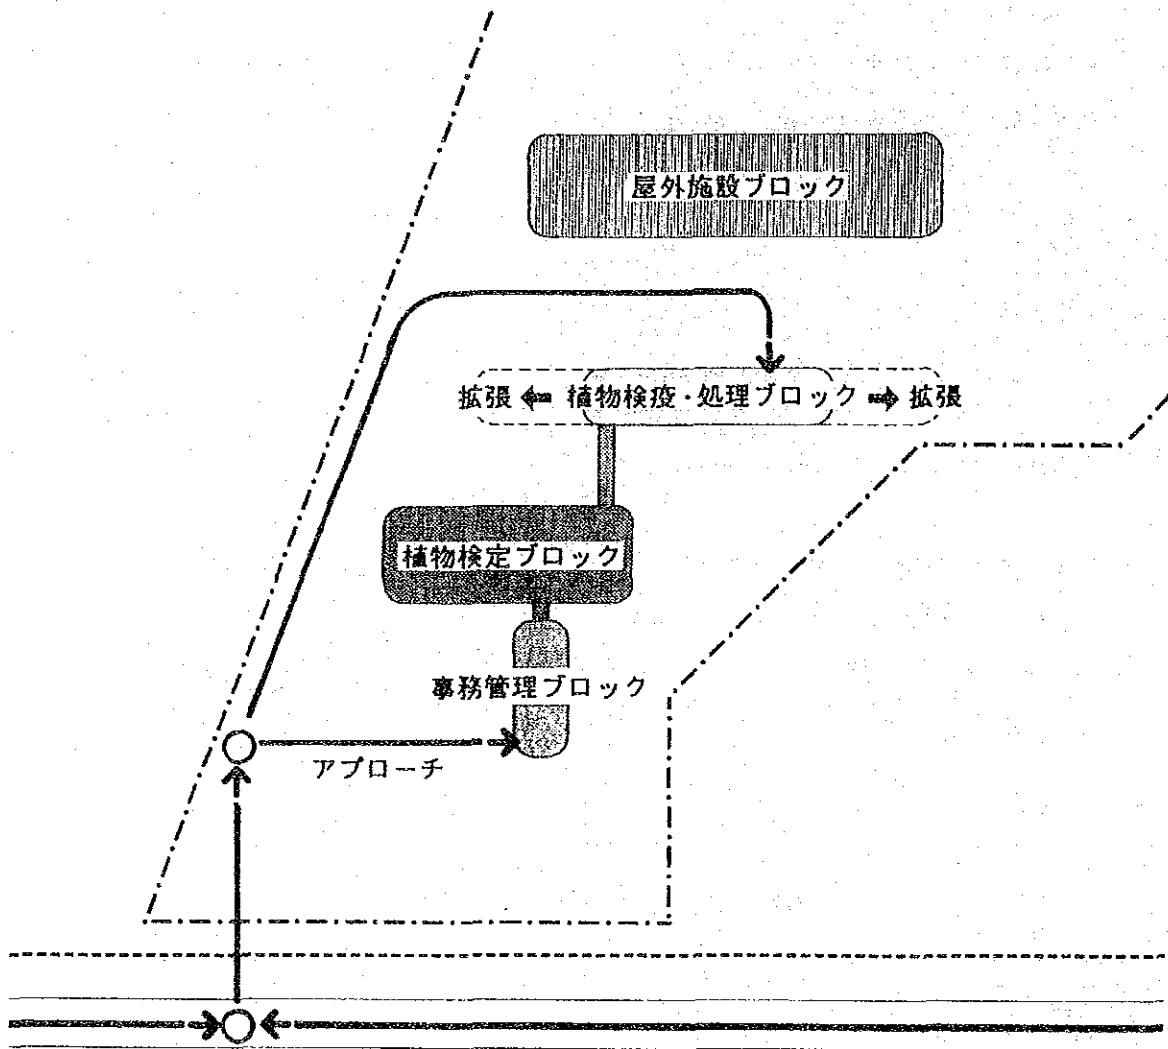 屋外施設ブロック
拡張 植物検疫・処理ブロック 拡張
植物検定ブロック
事務管理ブロック
アプローチ